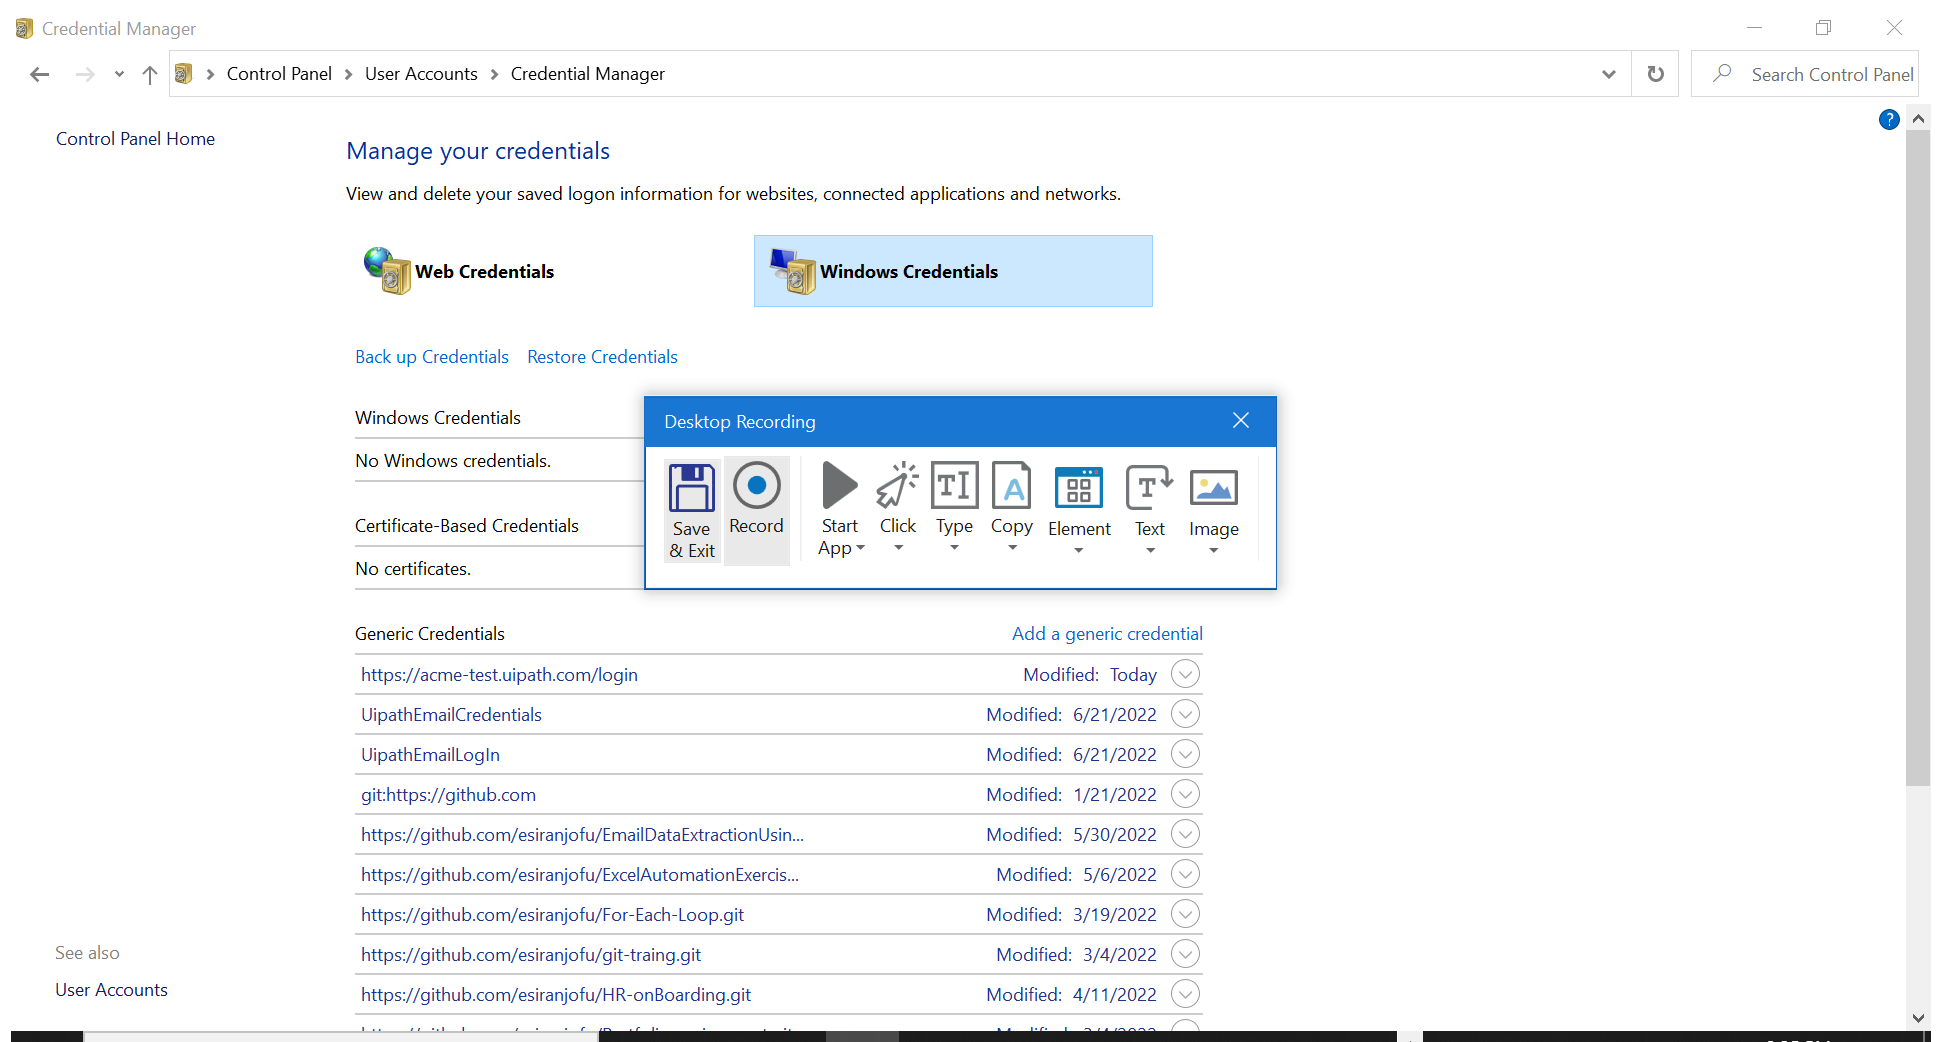 Credential Manager
Control Panel > User Accounts > Credential Manager
Search Control Panel
Control Panel Home
?
Manage your credentials
View and delete your saved logon information for websites, connected applications and networks.
Web Credentials
Windows Credentials
Back up Credentials
Restore Credentials
Windows Credentials
No Windows credentials.
Certificate-Based Credentials
No certificates.
Desktop Recording
Save & Exit
Record
Start App
Click
Type
Copy
Element
Text
Image
Generic Credentials
Add a generic credential
https://acme-test.uipath.com/login Modified: Today
UipathEmailCredentials Modified: 6/21/2022
UipathEmailLogIn Modified: 6/21/2022
git:https://github.com Modified: 1/21/2022
https://github.com/esiranjofu/EmailDataExtractionUsin... Modified: 5/30/2022
https://github.com/esiranjofu/ExcelAutomationExercis... Modified: 5/6/2022
https://github.com/esiranjofu/For-Each-Loop.git Modified: 3/19/2022
https://github.com/esiranjofu/git-traing.git Modified: 3/4/2022
https://github.com/esiranjofu/HR-onBoarding.git Modified: 4/11/2022
See also
User Accounts